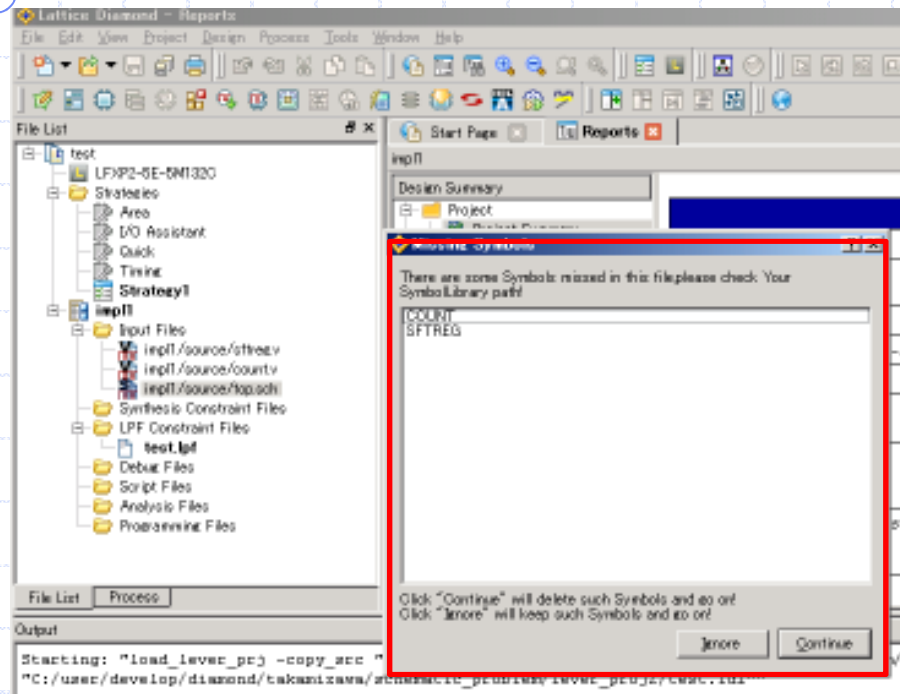 Lattice Diamond - Reports
File Edit View Project Design Process Tools Window Help
File List
Start Page
Reports
test
impl1
LFXP2-5E-5M132C
Design Summary
Strategies
Project
Area
Project Summary
I/O Assistant
Missing Symbols
Quick
Timing
There are some Symbols missed in this file,please check Your
SymbolLibrary path!
Strategy1
impl1
COUNT
Input Files
SFTREG
impl1/source/sftreg.v
impl1/source/count.v
impl1/source/top.sch
Synthesis Constraint Files
LPF Constraint Files
test.lpf
Debug Files
Script Files
Analysis Files
Programming Files
File List
Process
Click "Continue" will delete such Symbols and go on!
Click "Ignore" will keep such Symbols and go on!
Output
Ignore
Continue
Starting: "load_lever_prj -copy_src "
"C:/user/develop/diamond/takamizawa/schematic_problem/lever_prj2/test.ldf"